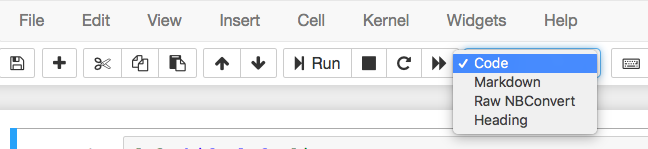 File Edit View Insert Cell Kernel Widgets Help
Run
Code
Markdown
Raw NBConvert
Heading